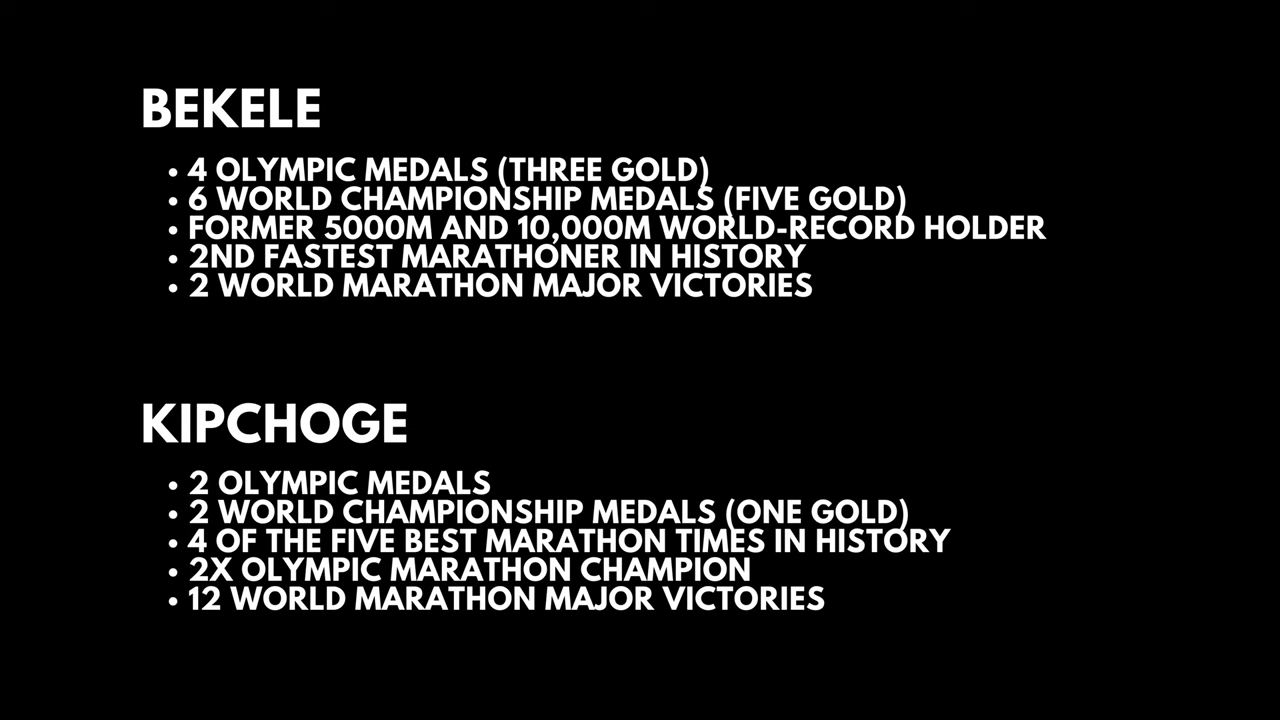 BEKELE
• 4 OLYMPIC MEDALS (THREE GOLD)
• 6 WORLD CHAMPIONSHIP MEDALS (FIVE GOLD)
• FORMER 5000M AND 10,000M WORLD-RECORD HOLDER
• 2ND FASTEST MARATHONER IN HISTORY
• 2 WORLD MARATHON MAJOR VICTORIES
KIPCHOGE
• 2 OLYMPIC MEDALS
• 2 WORLD CHAMPIONSHIP MEDALS (ONE GOLD)
• 4 OF THE FIVE BEST MARATHON TIMES IN HISTORY
• 2X OLYMPIC MARATHON CHAMPION
• 12 WORLD MARATHON MAJOR VICTORIES